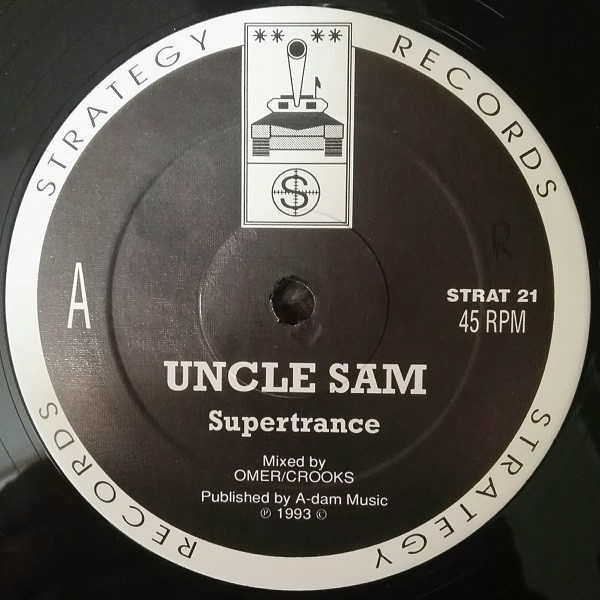 STRATEGY RECORDS
** **
S
R
A
STRAT 21
45 RPM
UNCLE SAM
Supertrance
Mixed by
OMER/CROOKS
Published by A-dam Music
℗ 1993 ©
STRATEGY RECORDS